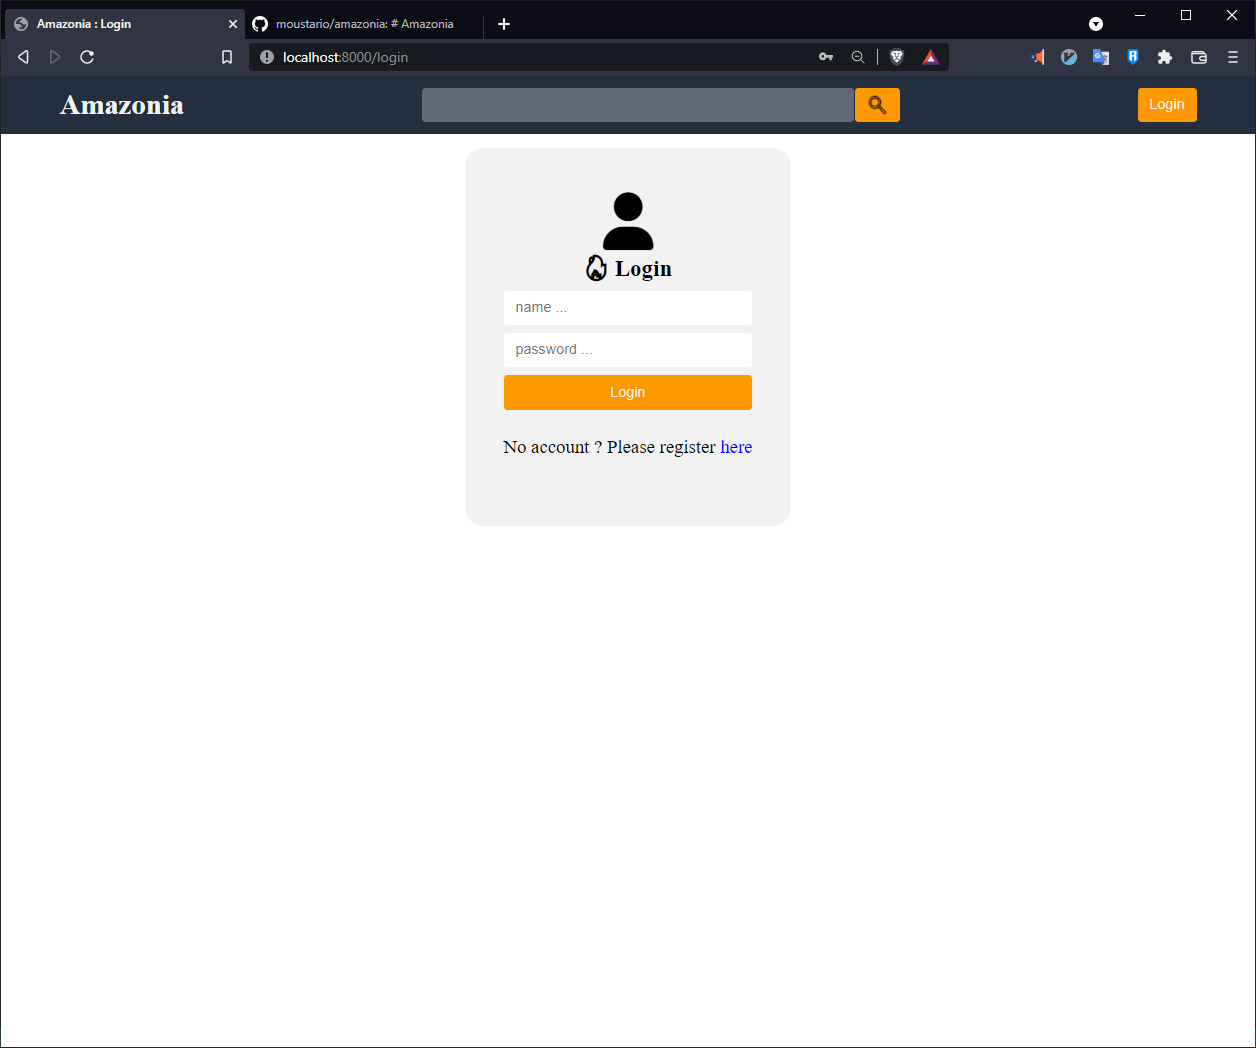 Amazonia : Login
moustario/amazonia: # Amazonia
localhost:8000/login
Amazonia
Login
Login
name ...
password ...
Login
No account ? Please register here